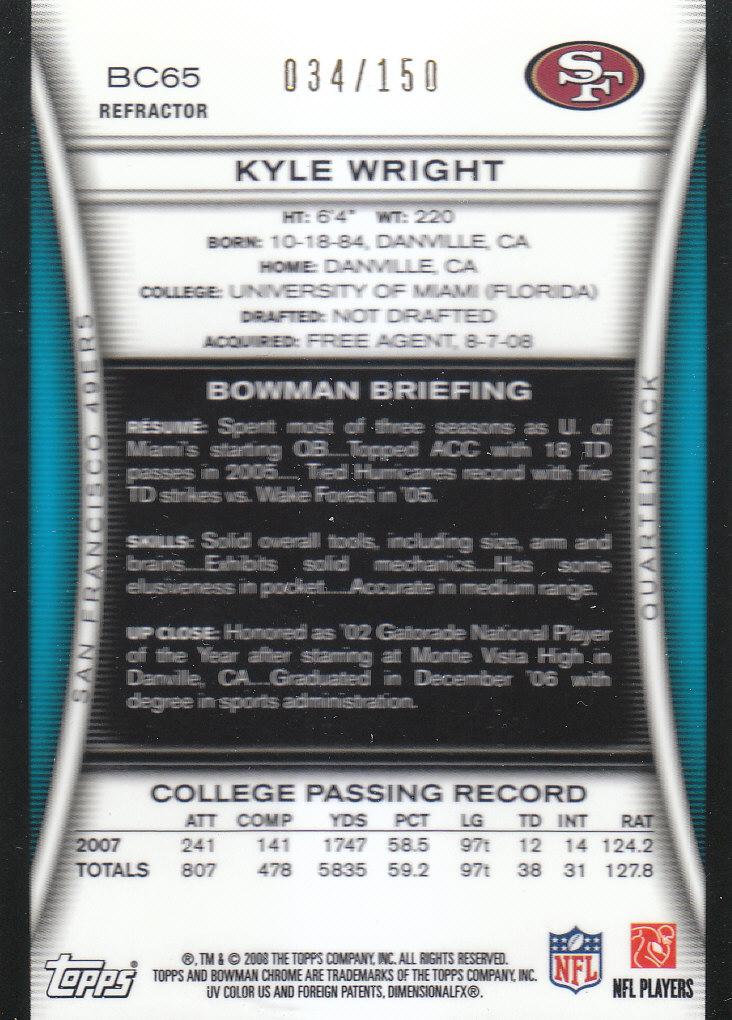 BC65
REFRACTOR
034/150
SF
KYLE WRIGHT
HT: 6'4" WT: 220
BORN: 10-18-84, DANVILLE, CA
HOME: DANVILLE, CA
COLLEGE: UNIVERSITY OF MIAMI (FLORIDA)
DRAFTED: NOT DRAFTED
ACQUIRED: FREE AGENT, 8-7-08
SAN FRANCISCO 49ERS
QUARTERBACK
BOWMAN BRIEFING
RÉSUMÉ: Spent most of three seasons as U. of
Miami's starting QB....Topped ACC with 18 TD
passes in 2005.... Tied Hurricanes record with five
TD strikes vs. Wake Forest in '05.
SKILLS: Solid overall tools, including size, arm and
brains....Exhibits solid mechanics....Has some
elusiveness in pocket....Accurate in medium range.
UP CLOSE: Honored as '02 Gatorade National Player
of the Year after starring at Monte Vista High in
Danville, CA....Graduated in December '06 with
degree in sports administration.
COLLEGE PASSING RECORD
ATT COMP YDS PCT LG TD INT RAT
2007 241 141 1747 58.5 97t 12 14 124.2
TOTALS 807 478 5835 59.2 97t 38 31 127.8
Topps®
®, TM & © 2008 THE TOPPS COMPANY, INC. ALL RIGHTS RESERVED.
TOPPS AND BOWMAN CHROME ARE TRADEMARKS OF THE TOPPS COMPANY, INC.
UV COLOR US AND FOREIGN PATENTS, DIMENSIONALFX®.
NFL
NFL PLAYERS